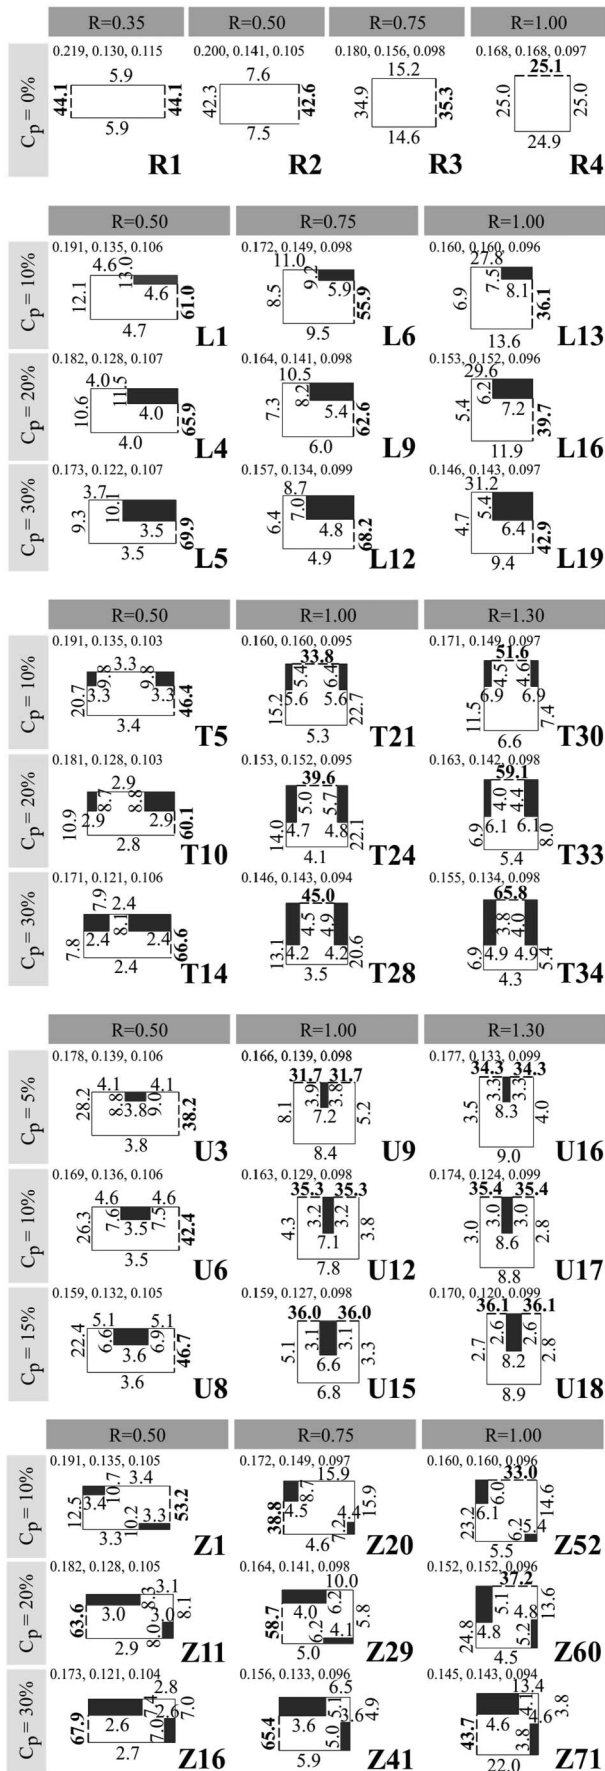 R=0.35 R=0.50 R=0.75 R=1.00
Cp = 0%
0.219, 0.130, 0.115 0.200, 0.141, 0.105 0.180, 0.156, 0.098 0.168, 0.168, 0.097
5.9 7.6 15.2 25.1
44.1 44.1 42.3 42.6 34.9 35.3 25.0 25.0
5.9 7.5 14.6 24.9
R1 R2 R3 R4
R=0.50 R=0.75 R=1.00
Cp = 10%
0.191, 0.135, 0.106 0.172, 0.149, 0.098 0.160, 0.160, 0.096
4.6 11.0 27.8
12.1 13.0 4.6 61.0 8.5 9.2 5.9 55.9 6.9 7.5 8.1 36.1
4.7 9.5 13.6
L1 L6 L13
Cp = 20%
0.182, 0.128, 0.107 0.164, 0.141, 0.098 0.153, 0.152, 0.096
4.0 10.5 29.6
10.6 11.5 4.0 65.9 7.3 8.2 5.4 62.6 5.4 6.2 7.2 39.7
4.0 6.0 11.9
L4 L9 L16
Cp = 30%
0.173, 0.122, 0.107 0.157, 0.134, 0.099 0.146, 0.143, 0.097
3.7 8.7 31.2
9.3 10.1 3.5 69.9 6.4 7.0 4.8 68.2 4.7 5.4 6.4 42.9
3.5 4.9 9.4
L5 L12 L19
R=0.50 R=1.00 R=1.30
Cp = 10%
0.191, 0.135, 0.103 0.160, 0.160, 0.095 0.171, 0.149, 0.097
3.3 33.8 51.6
20.7 3.3 9.8 9.8 3.3 46.4 15.2 5.6 5.4 6.4 5.6 22.7 11.5 6.9 4.5 4.6 6.9 7.4
3.4 5.3 6.6
T5 T21 T30
Cp = 20%
0.181, 0.128, 0.103 0.153, 0.152, 0.095 0.163, 0.142, 0.098
2.9 39.6 59.1
10.9 2.9 8.7 8.8 2.9 60.1 14.0 4.7 5.0 5.7 4.8 22.1 6.9 6.1 4.0 4.4 6.1 8.0
2.8 4.1 5.4
T10 T24 T33
Cp = 30%
0.171, 0.121, 0.106 0.146, 0.143, 0.094 0.155, 0.134, 0.098
7.9 2.4 45.0 65.8
7.8 2.4 8.1 2.4 66.6 13.1 4.2 4.5 4.9 4.2 20.6 6.9 4.9 3.8 4.0 4.9 5.4
2.4 3.5 4.3
T14 T28 T34
R=0.50 R=1.00 R=1.30
Cp = 5%
0.178, 0.139, 0.106 0.166, 0.139, 0.098 0.177, 0.133, 0.099
4.1 4.1 31.7 31.7 34.3 34.3
28.2 8.8 3.8 9.0 38.2 8.1 3.9 7.2 3.8 5.2 3.5 3.3 8.3 3.3 4.0
3.8 8.4 9.0
U3 U9 U16
Cp = 10%
0.169, 0.136, 0.106 0.163, 0.129, 0.098 0.174, 0.124, 0.099
4.6 4.6 35.3 35.3 35.4 35.4
26.3 7.6 3.5 7.5 42.4 4.3 3.2 7.1 3.2 3.8 3.0 3.0 8.6 3.0 2.8
3.5 7.8 8.8
U6 U12 U17
Cp = 15%
0.159, 0.132, 0.105 0.159, 0.127, 0.098 0.170, 0.120, 0.099
5.1 5.1 36.0 36.0 36.1 36.1
22.4 6.6 3.6 6.9 46.7 5.1 3.1 6.6 3.1 3.3 2.7 2.6 8.2 2.6 2.8
3.6 6.8 8.9
U8 U15 U18
R=0.50 R=0.75 R=1.00
Cp = 10%
0.191, 0.135, 0.105 0.172, 0.149, 0.097 0.160, 0.160, 0.096
3.4 15.9 33.0
12.5 3.4 10.7 10.2 3.3 53.2 38.8 4.5 8.7 7.2 4.4 15.9 23.2 6.1 6.0 6.2 5.4 14.6
3.3 4.6 5.5
Z1 Z20 Z52
Cp = 20%
0.182, 0.128, 0.105 0.164, 0.141, 0.098 0.152, 0.152, 0.096
3.1 10.0 37.2
63.6 3.0 8.3 8.0 3.0 8.1 58.7 4.0 6.2 6.2 4.1 5.8 24.8 4.8 5.1 5.2 4.8 13.6
2.9 5.0 4.5
Z11 Z29 Z60
Cp = 30%
0.173, 0.121, 0.104 0.156, 0.133, 0.096 0.145, 0.143, 0.094
2.8 6.5 13.4
67.9 2.6 7.4 7.0 2.6 7.0 65.4 3.6 5.1 5.0 3.6 4.9 43.7 4.6 4.1 3.8 4.6 3.8
2.7 5.9 22.0
Z16 Z41 Z71